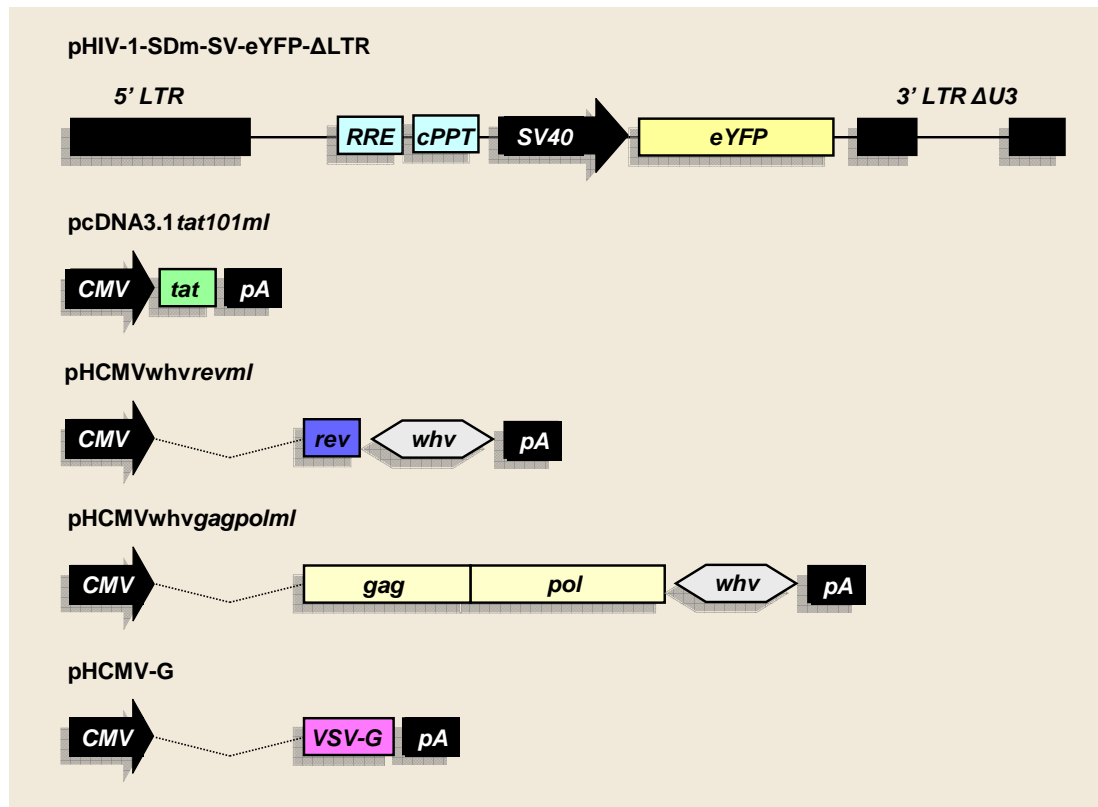 pHIV-1-SDm-SV-eYFP-ΔLTR
5' LTR 3' LTR ΔU3
RRE cPPT SV40 eYFP
pcDNA3.1tat101ml
CMV tat pA
pHCMVwhvrevml
CMV rev whv pA
pHCMVwhvgagpolml
CMV gag pol whv pA
pHCMV-G
CMV VSV-G pA